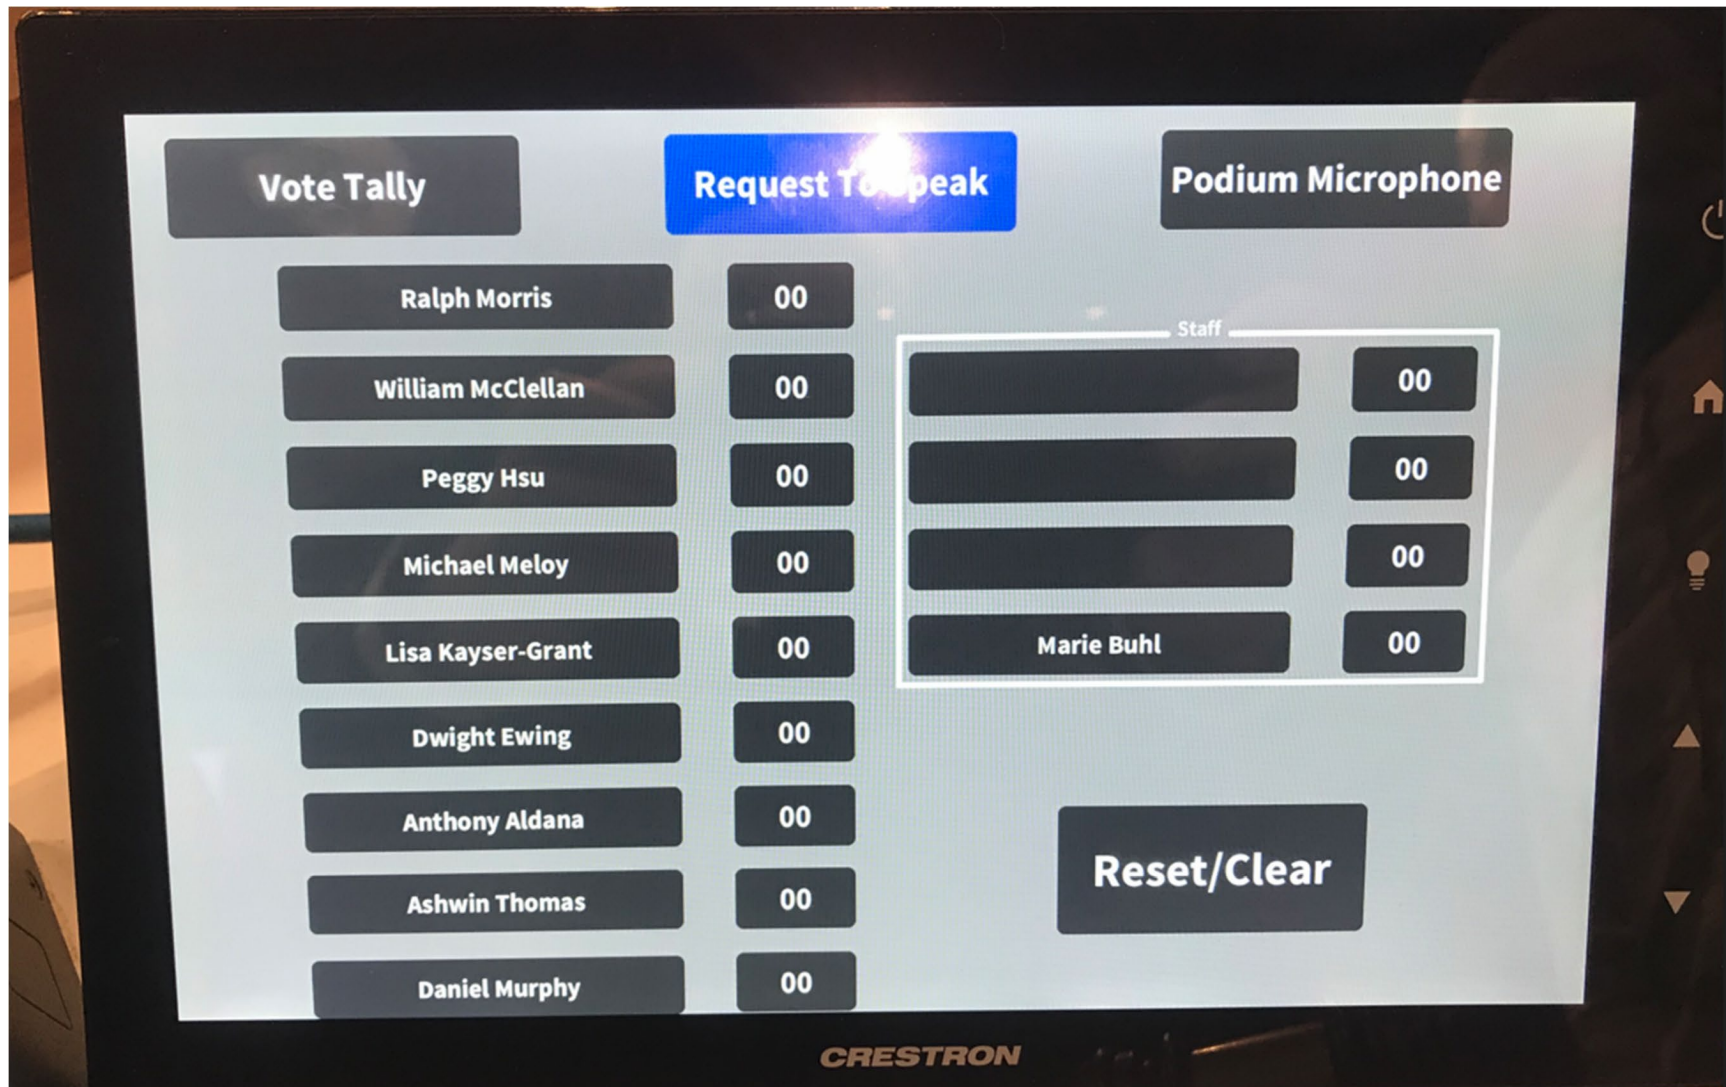 Vote Tally
Request To Speak
Podium Microphone
Ralph Morris 00
William McClellan 00
Peggy Hsu 00
Michael Meloy 00
Lisa Kayser-Grant 00
Dwight Ewing 00
Anthony Aldana 00
Ashwin Thomas 00
Daniel Murphy 00
Staff
00
00
00
Marie Buhl 00
Reset/Clear
CRESTRON